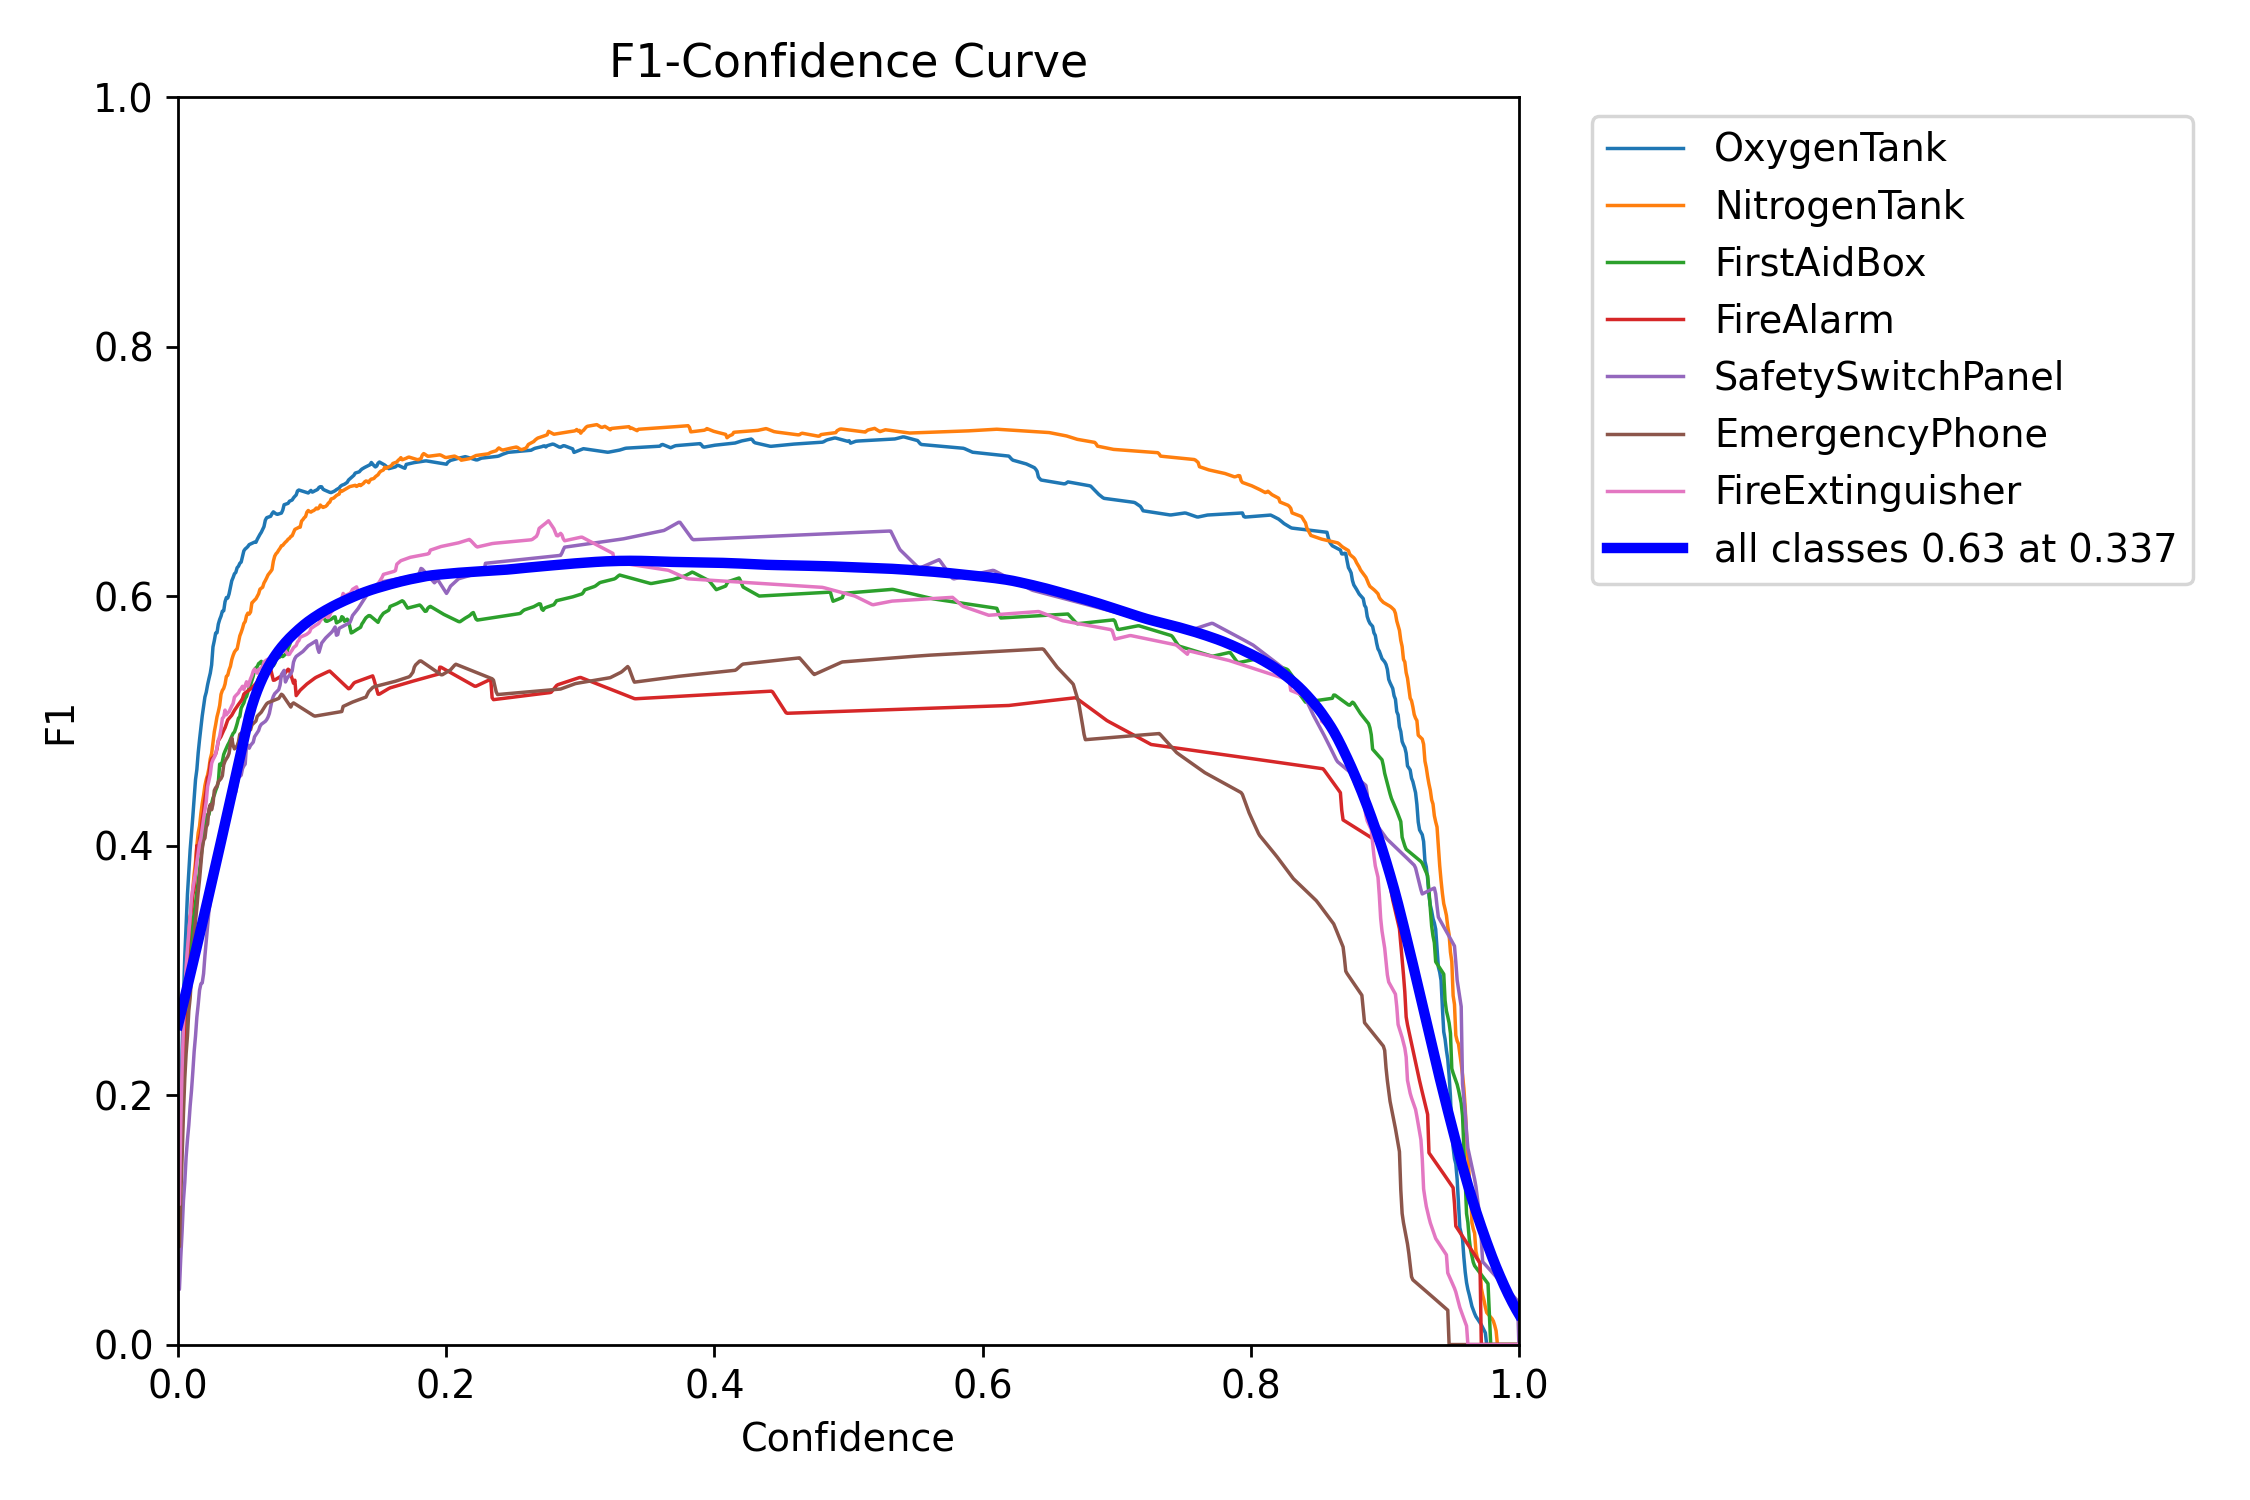 F1-Confidence Curve
1.0
0.8
0.6
0.4
0.2
0.0
F1
0.0 0.2 0.4 0.6 0.8 1.0
Confidence
OxygenTank
NitrogenTank
FirstAidBox
FireAlarm
SafetySwitchPanel
EmergencyPhone
FireExtinguisher
all classes 0.63 at 0.337